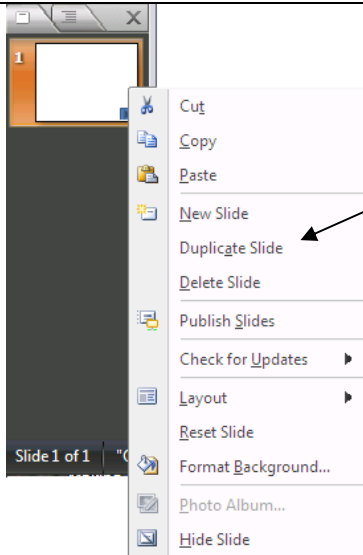 1
Cut
Copy
Paste
New Slide
Duplicate Slide
Delete Slide
Publish Slides
Check for Updates
Layout
Reset Slide
Slide 1 of 1
Format Background...
Photo Album...
Hide Slide